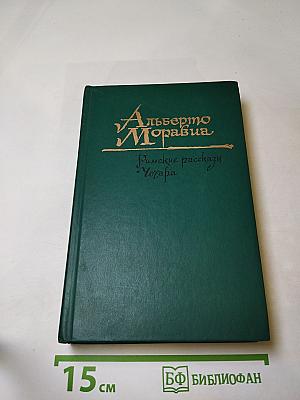 Альберто
Моравиа
Римские рассказы
Чочара
15 см
БФ БИБЛИОФАН